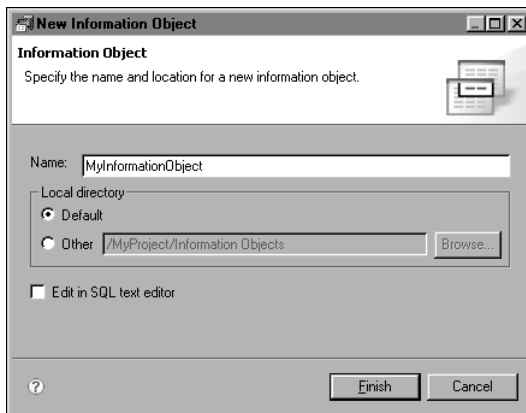 New Information Object
Information Object
Specify the name and location for a new information object.
Name: MyInformationObject
Local directory
Default
Other /MyProject/Information Objects Browse...
Edit in SQL text editor
? Finish Cancel